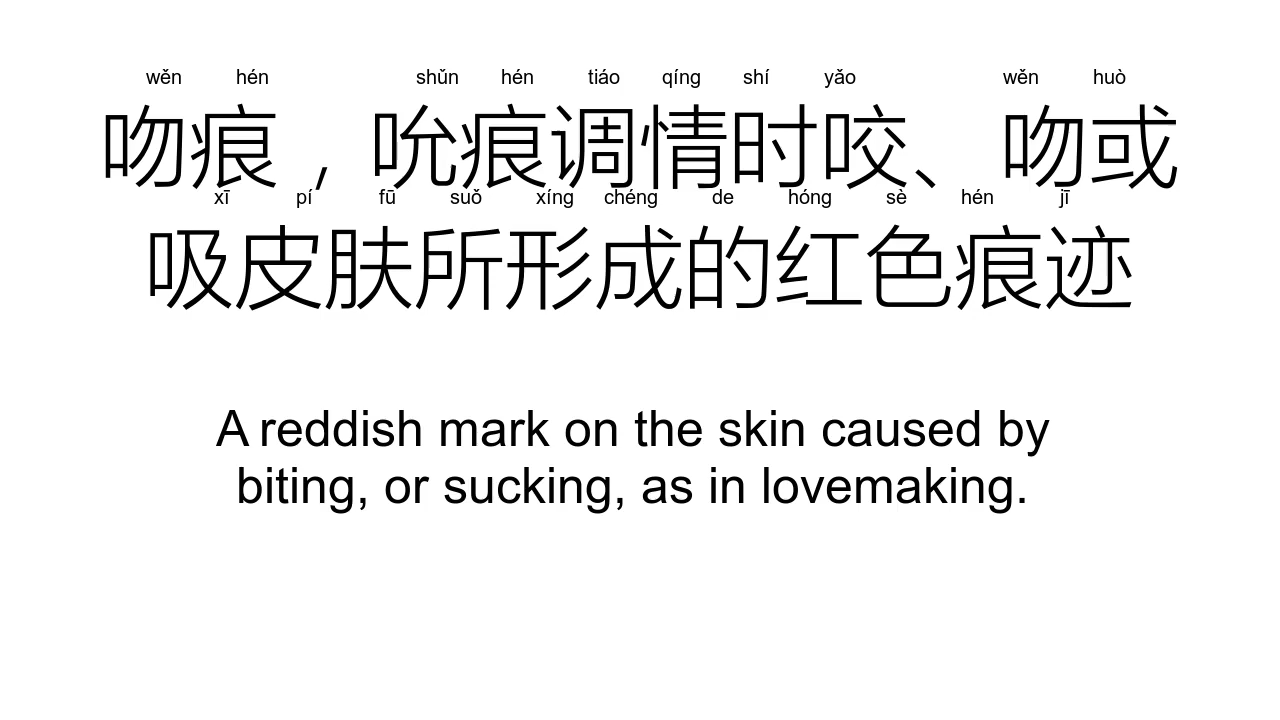 wěn hén shǔn hén tiáo qíng shí yǎo wěn huò
吻痕，吮痕调情时咬、吻或
xī pí fū suǒ xíng chéng de hóng sè hén jī
吸皮肤所形成的红色痕迹
A reddish mark on the skin caused by
biting, or sucking, as in lovemaking.